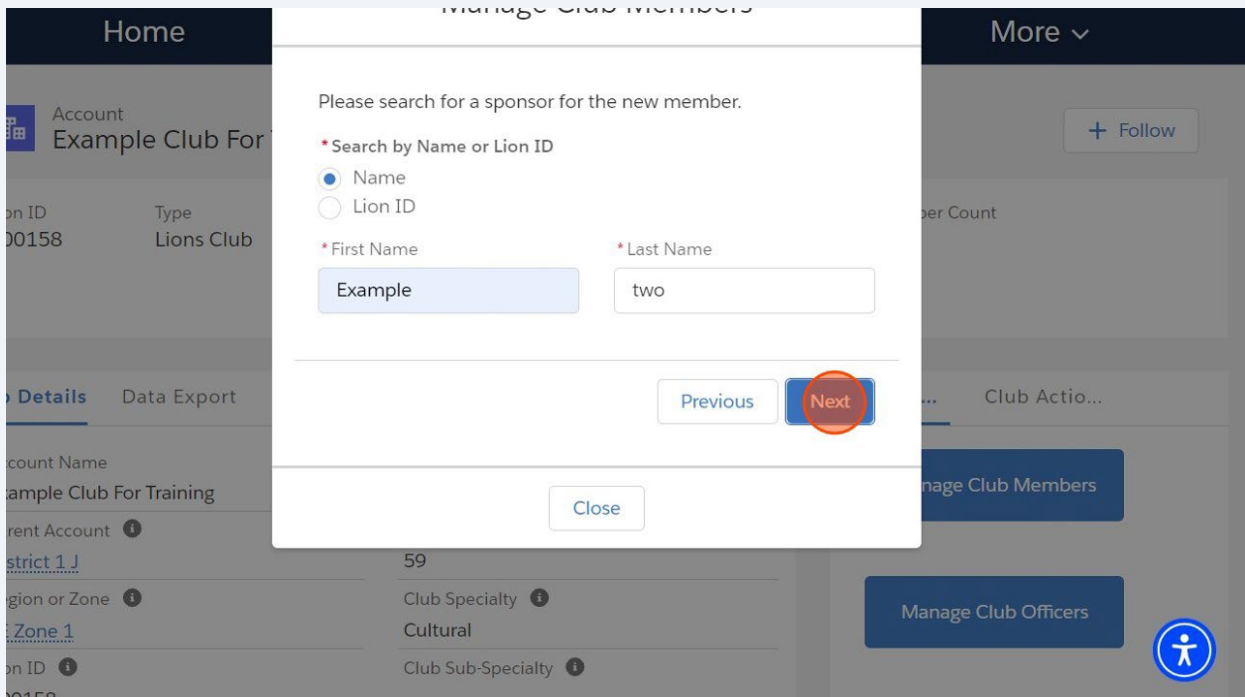 Manage Club Members
Home
More
Account
Example Club For
+ Follow
Please search for a sponsor for the new member.
* Search by Name or Lion ID
Name
Lion ID
* First Name
* Last Name
Example
two
on ID
Type
per Count
00158
Lions Club
Previous
Next
Details
Data Export
...
Club Actio...
count Name
ample Club For Training
nage Club Members
Close
rent Account
strict 1 J
59
gion or Zone
Club Specialty
Zone 1
Cultural
Manage Club Officers
on ID
Club Sub-Specialty